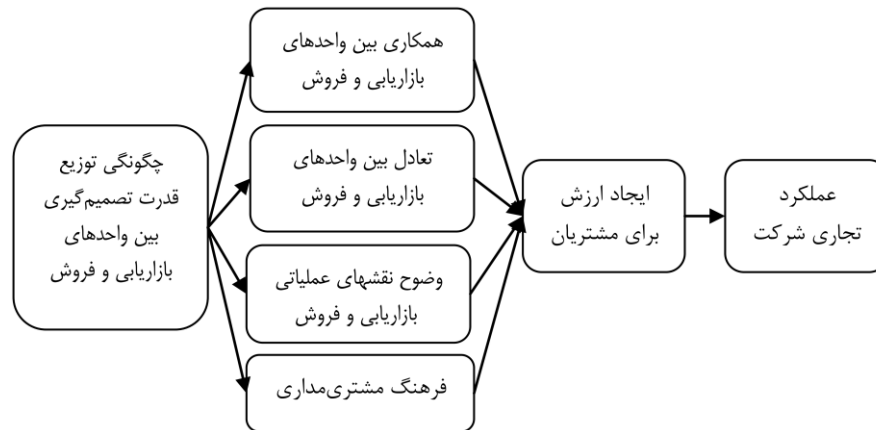 همکاری بین واحدهای
بازاریابی و فروش
چگونگی توزیع
قدرت تصمیم‌گیری
بین واحدهای
بازاریابی و فروش
تعادل بین واحدهای
بازاریابی و فروش
وضوح نقشهای عملیاتی
بازاریابی و فروش
فرهنگ مشتری‌مداری
ایجاد ارزش
برای مشتریان
عملکرد
تجاری شرکت